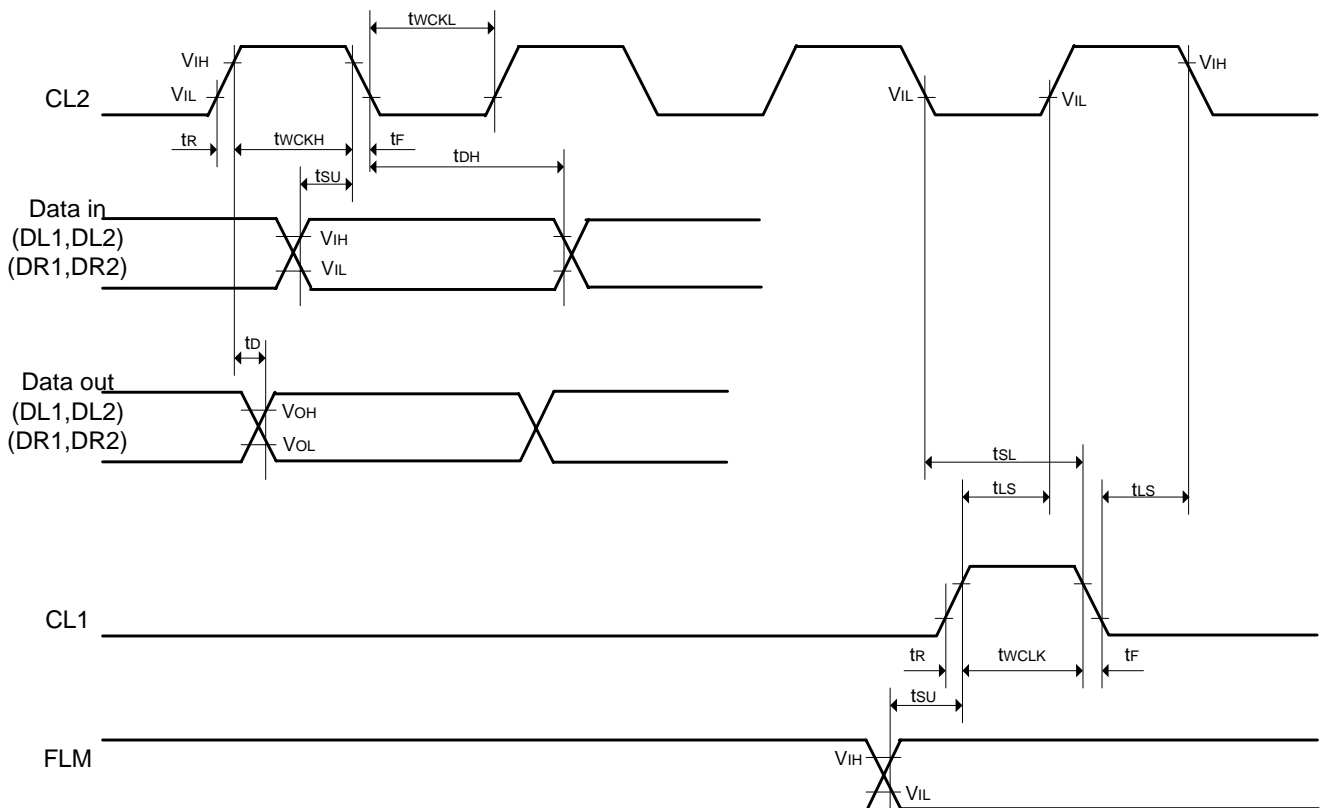 tWCKL
VIH
VIH
VIL
CL2
VIL
VIL
tR
tWCKH
tF
tDH
tSU
Data in
(DL1,DL2)
(DR1,DR2)
VIH
VIL
tD
Data out
(DL1,DL2)
(DR1,DR2)
VOH
VOL
tSL
tLS
tLS
CL1
tR
tWCLK
tF
tSU
FLM
VIH
VIL